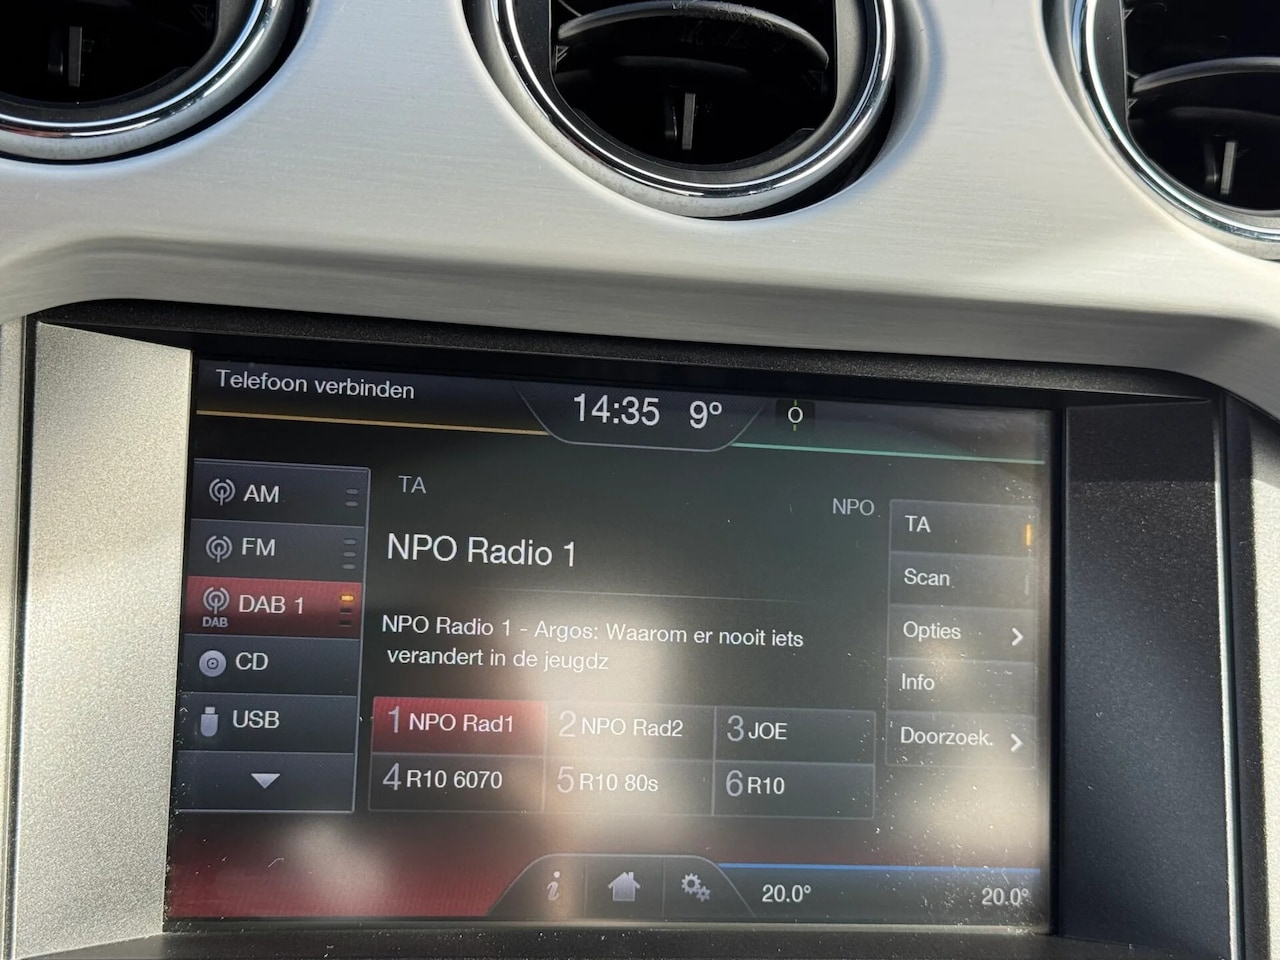 Telefoon verbinden
14:35 9° O
AM
TA
NPO
TA
FM
NPO Radio 1
Scan
DAB DAB 1
NPO Radio 1 - Argos: Waarom er nooit iets
verandert in de jeugdz
Opties
CD
Info
USB
1 NPO Rad1
2 NPO Rad2
3 JOE
Doorzoek.
4 R10 6070
5 R10 80s
6 R10
i
20.0°
20.0°